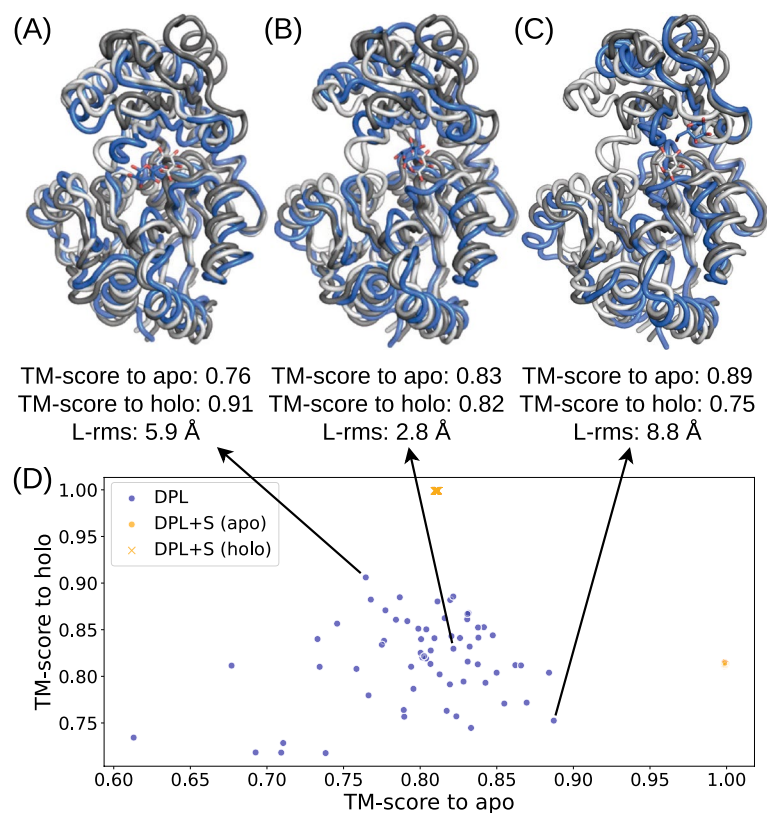 (A)
(B)
(C)
TM-score to apo: 0.76
TM-score to holo: 0.91
L-rms: 5.9 Å
TM-score to apo: 0.83
TM-score to holo: 0.82
L-rms: 2.8 Å
TM-score to apo: 0.89
TM-score to holo: 0.75
L-rms: 8.8 Å
(D)
DPL
DPL+S (apo)
DPL+S (holo)
TM-score to holo
1.00
0.95
0.90
0.85
0.80
0.75
0.60
0.65
0.70
0.75
0.80
0.85
0.90
0.95
1.00
TM-score to apo